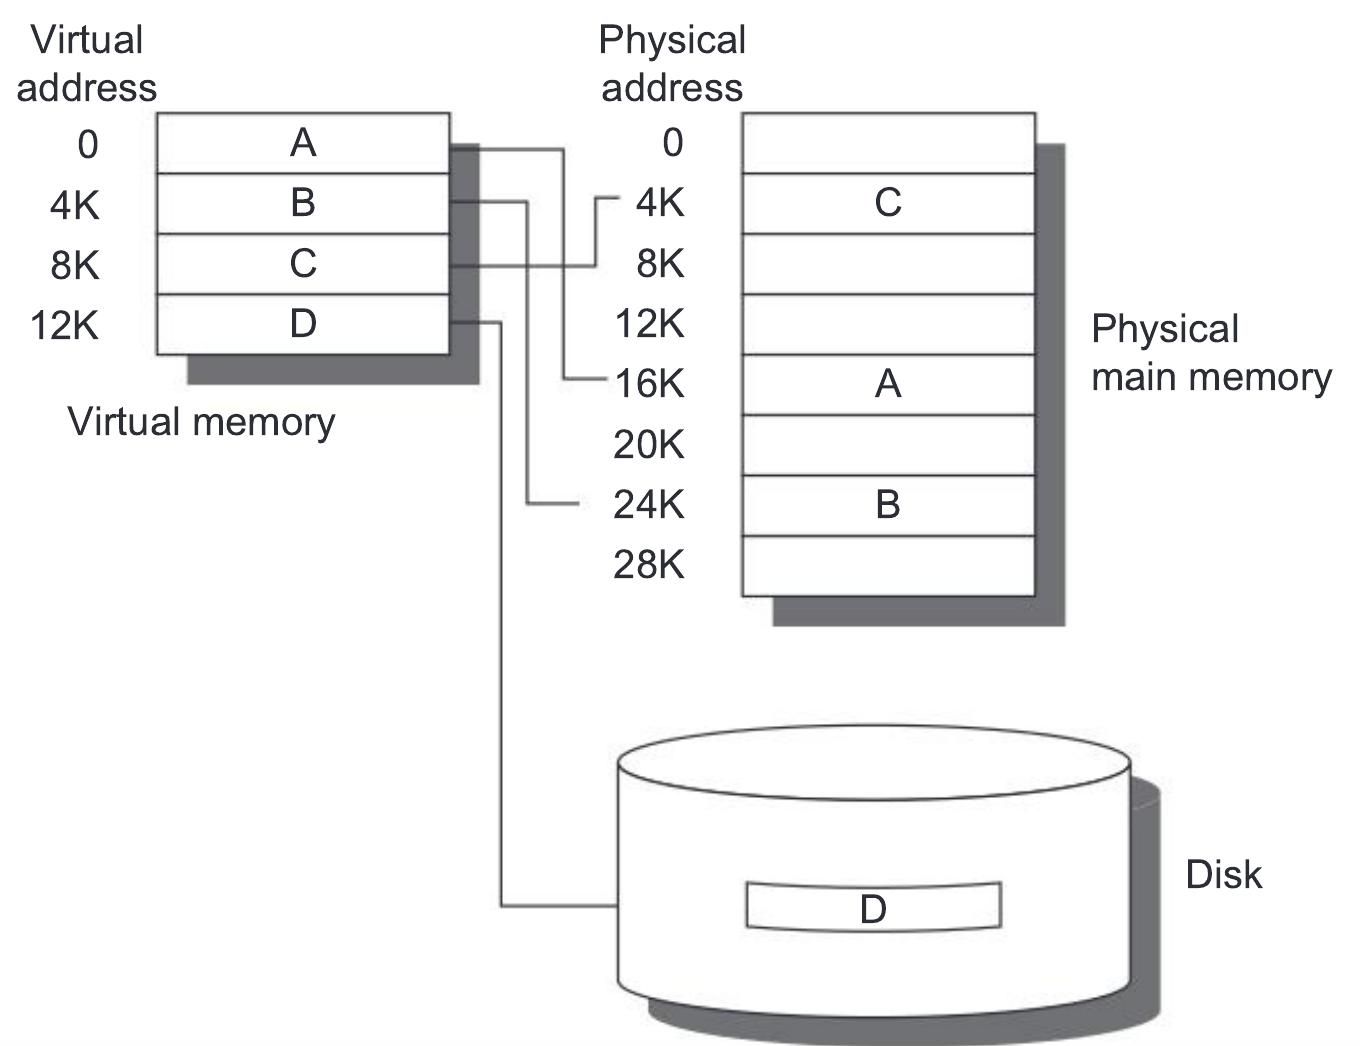 Virtual
address
0
4K
8K
12K
A
B
C
D
Virtual memory
Physical
address
0
4K
8K
12K
16K
20K
24K
28K
C
A
B
Physical
main memory
D
Disk